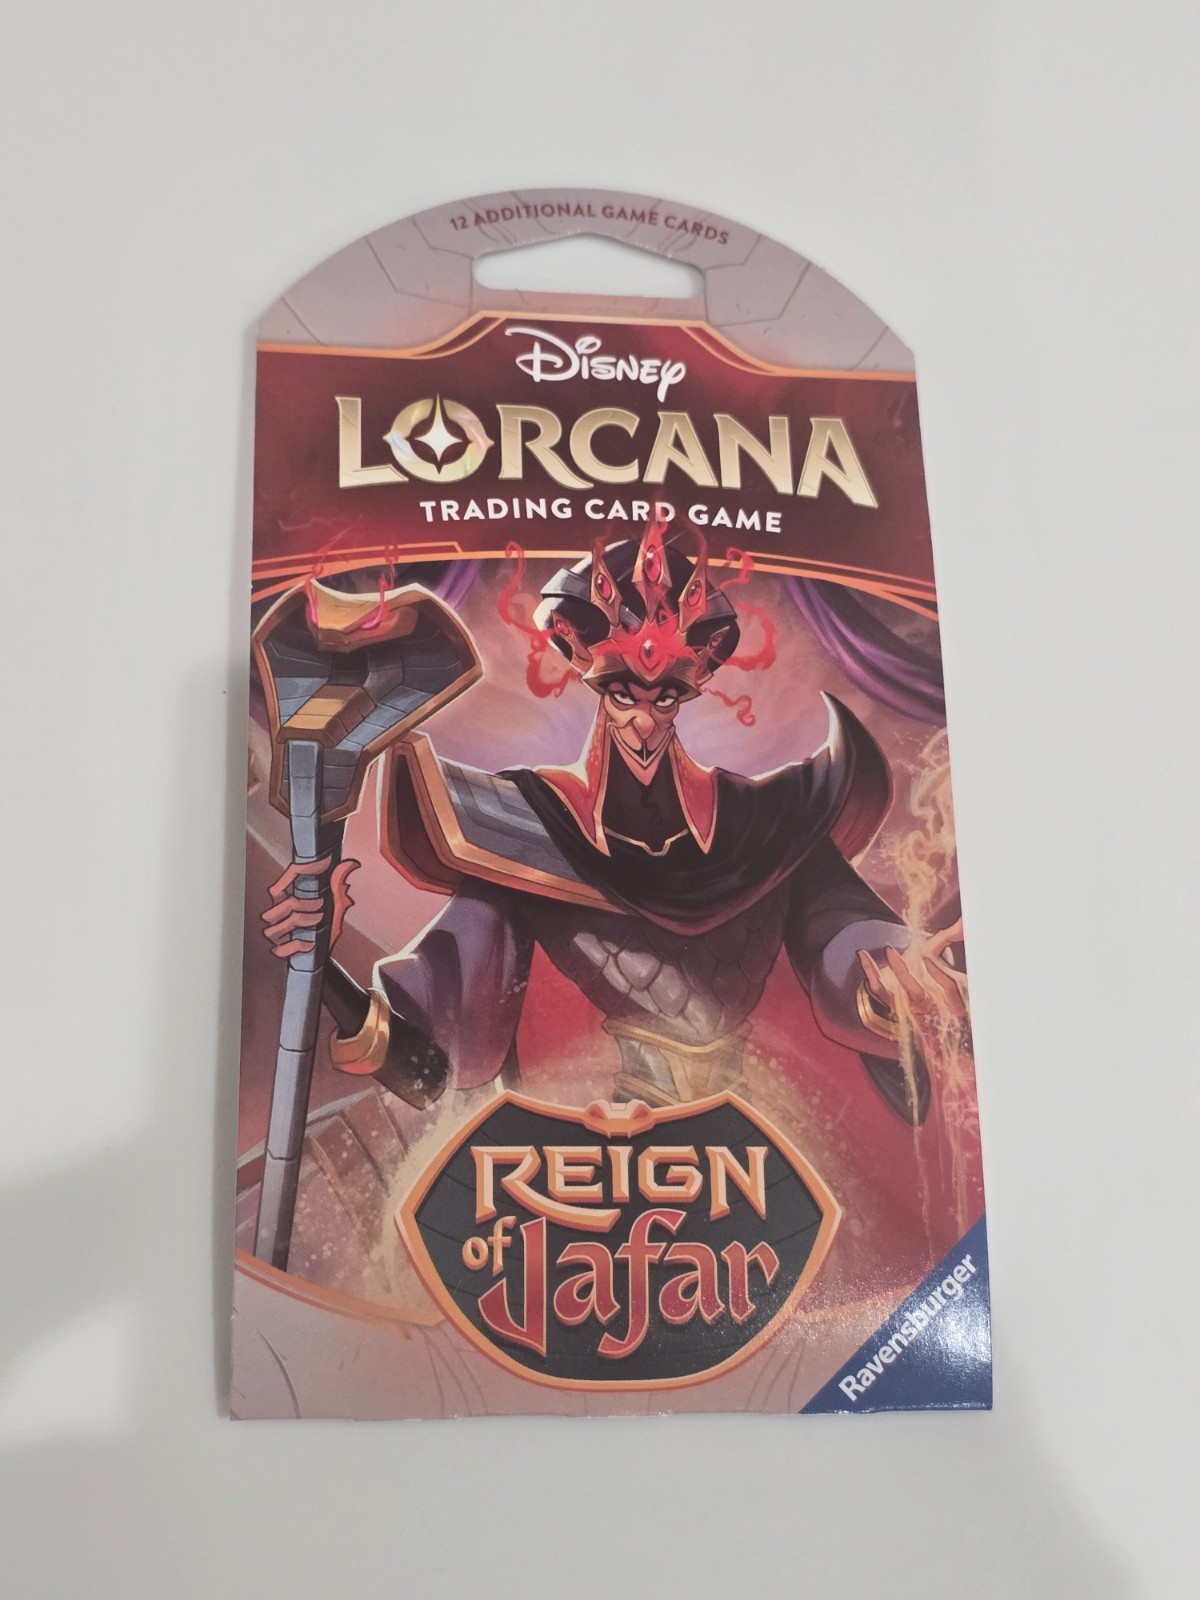 12 ADDITIONAL GAME CARDS
Disney
LORCANA
TRADING CARD GAME
REIGN
of Jafar
Ravensburger